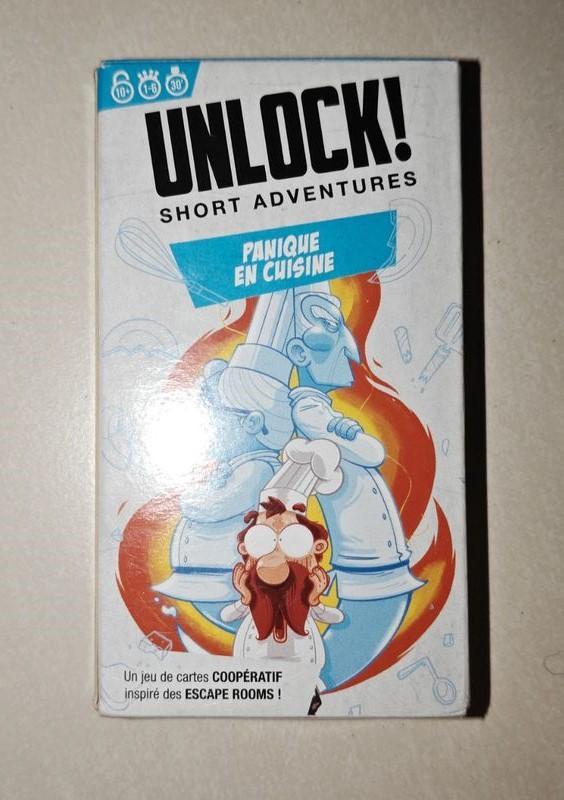 10+ 1-6 30'
UNLOCK!
SHORT ADVENTURES
PANIQUE
EN CUISINE
Un jeu de cartes COOPÉRATIF
inspiré des ESCAPE ROOMS !